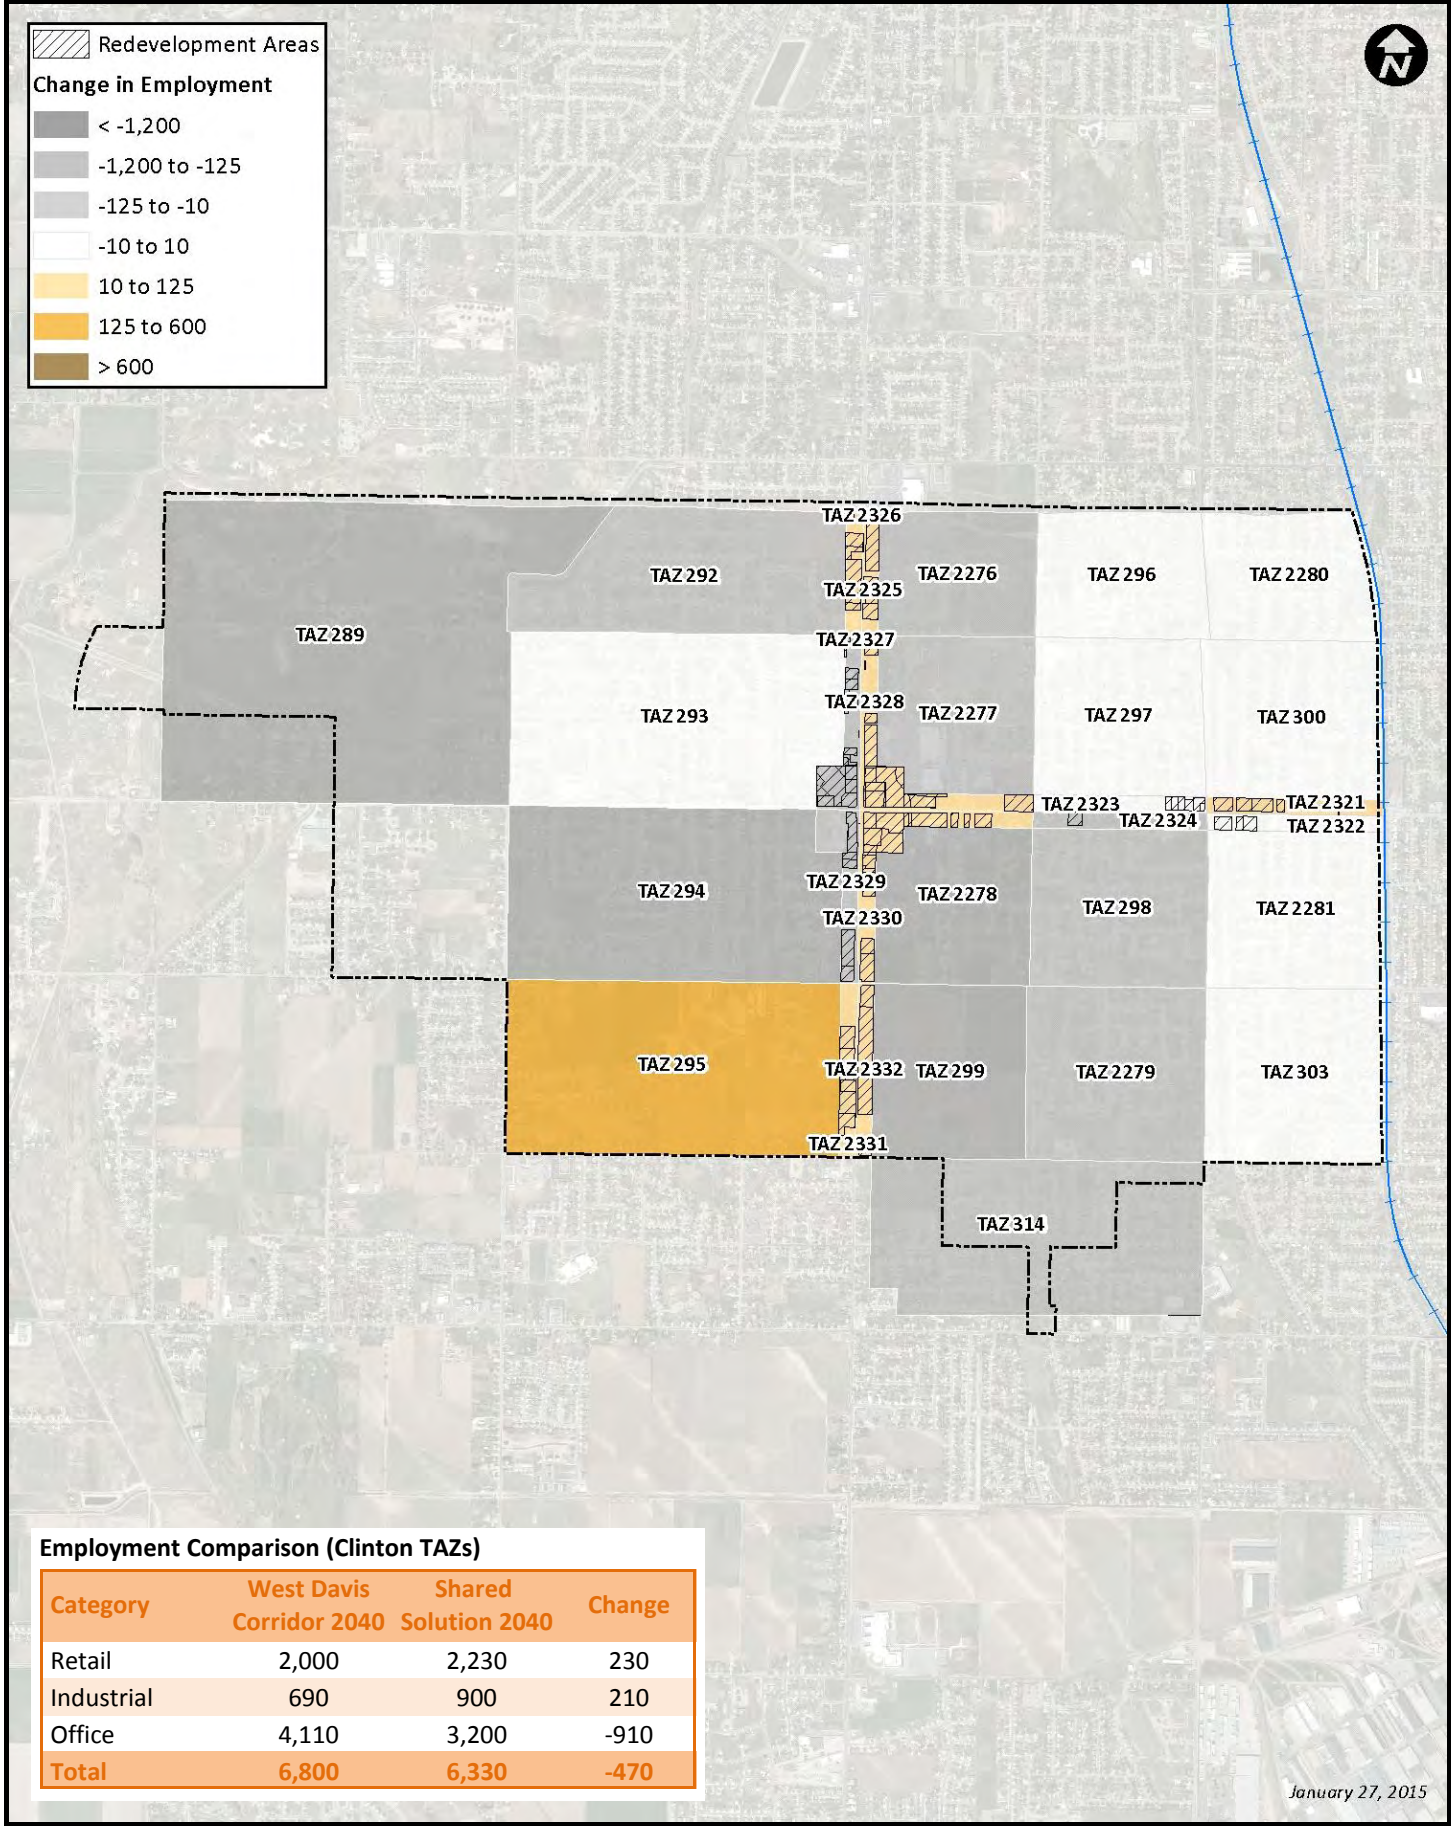 Redevelopment Areas
Change in Employment
< -1,200
-1,200 to -125
-125 to -10
-10 to 10
10 to 125
125 to 600
> 600
N
TAZ 2326
TAZ 292
TAZ 2276
TAZ 296
TAZ 2280
TAZ 2325
TAZ 289
TAZ 2327
TAZ 2328
TAZ 293
TAZ 2277
TAZ 297
TAZ 300
TAZ 2323
TAZ 2321
TAZ 2324
TAZ 2322
TAZ 2329
TAZ 294
TAZ 2278
TAZ 298
TAZ 2281
TAZ 2330
TAZ 295
TAZ 2332
TAZ 299
TAZ 2279
TAZ 303
TAZ 2331
TAZ 314
Employment Comparison (Clinton TAZs)
Category West Davis Corridor 2040 Shared Solution 2040 Change
Retail 2,000 2,230 230
Industrial 690 900 210
Office 4,110 3,200 -910
Total 6,800 6,330 -470
January 27, 2015